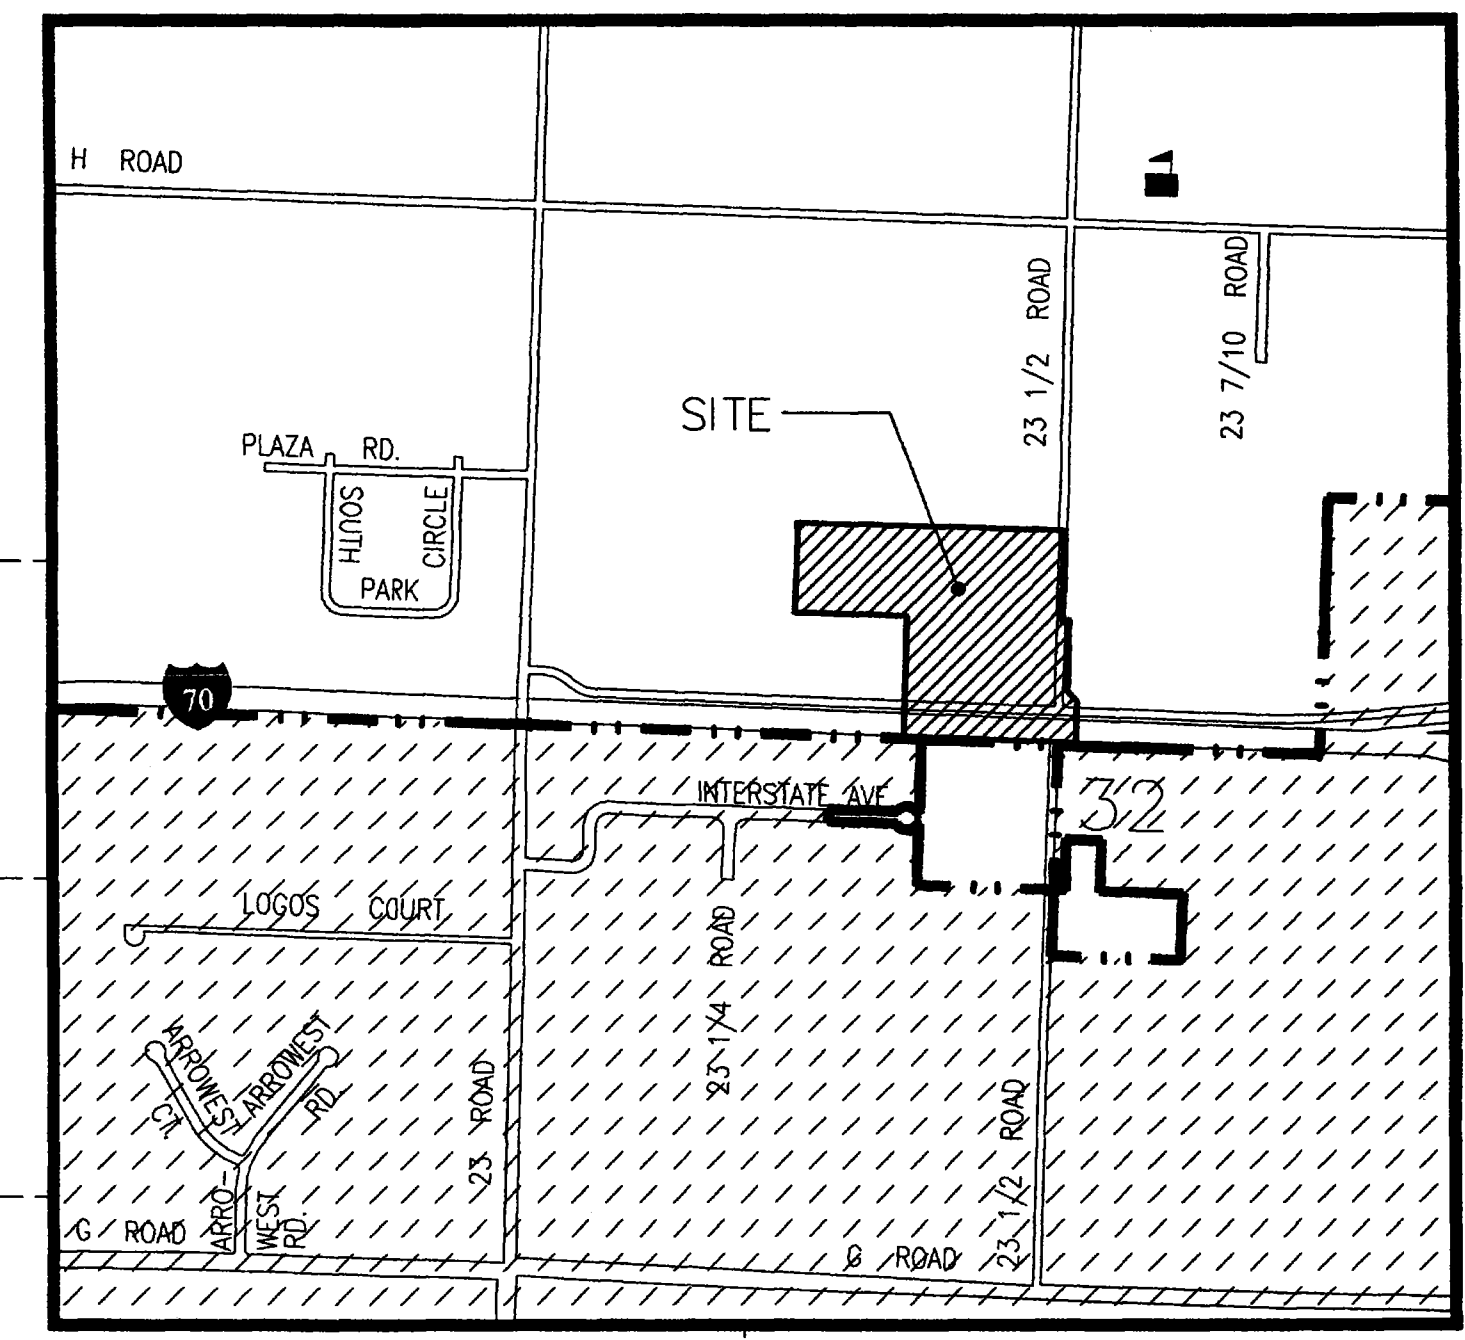 H ROAD
23 1/2 ROAD
23 7/10 ROAD
SITE
PLAZA RD.
SOUTH
CIRCLE
PARK
70
INTERSTATE AVE
32
LOGOS COURT
23 1/4 ROAD
ARROWEST
CT.
ARROWEST
RD.
23 ROAD
23 1/2 ROAD
ARRO-
WEST
RD.
G ROAD
G ROAD